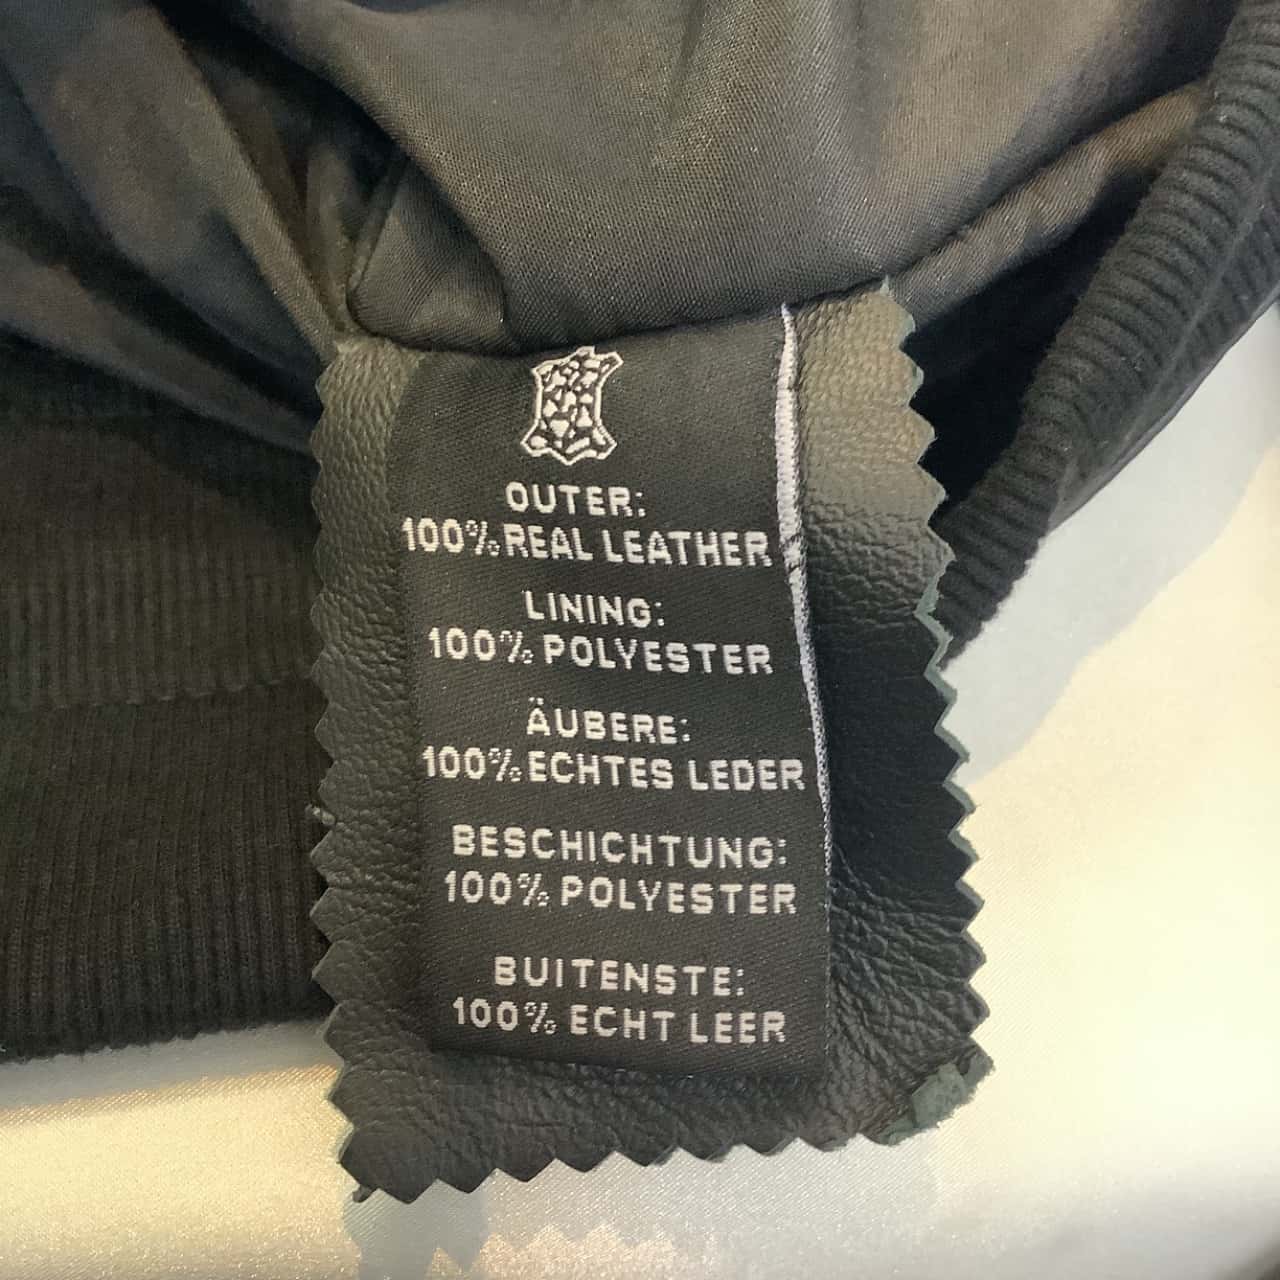 OUTER:
100% REAL LEATHER
LINING:
100% POLYESTER
ÄUBERE:
100% ECHTES LEDER
BESCHICHTUNG:
100% POLYESTER
BUITENSTE:
100% ECHT LEER